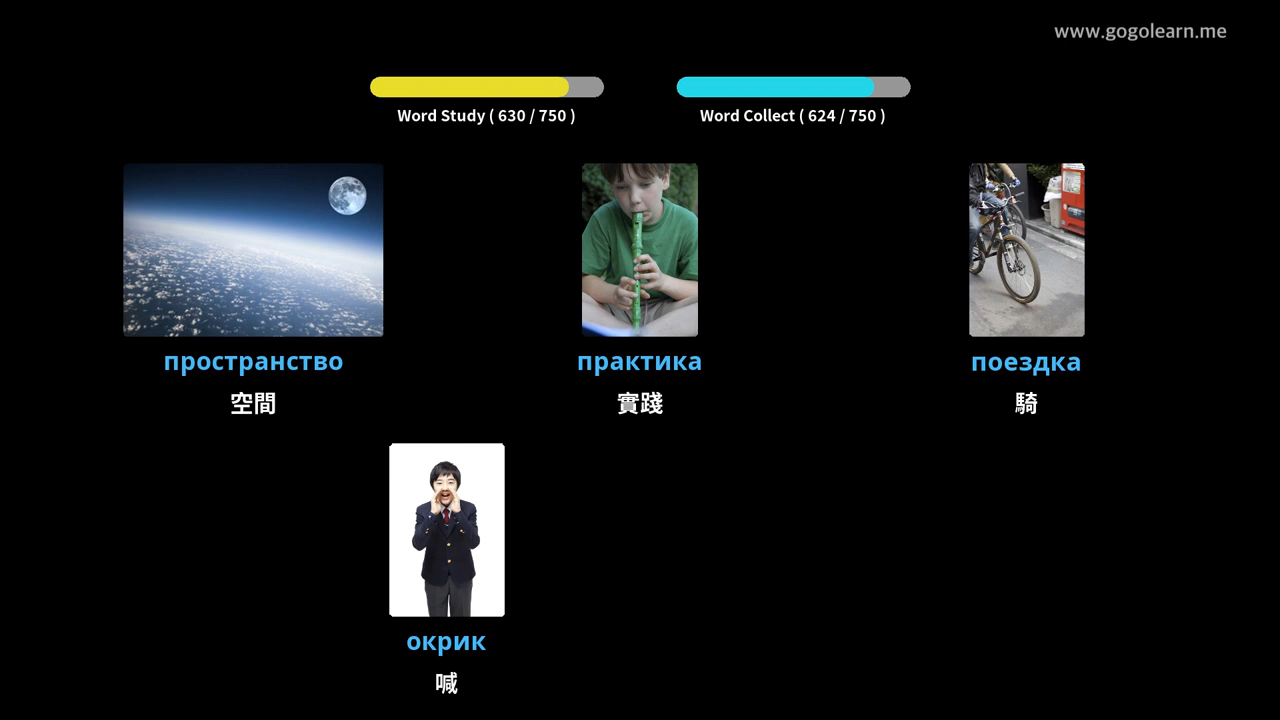 www.gogolearn.me
Word Study ( 630 / 750 )
Word Collect ( 624 / 750 )
пространство
практика
поездка
空間
實踐
騎
окрик
喊